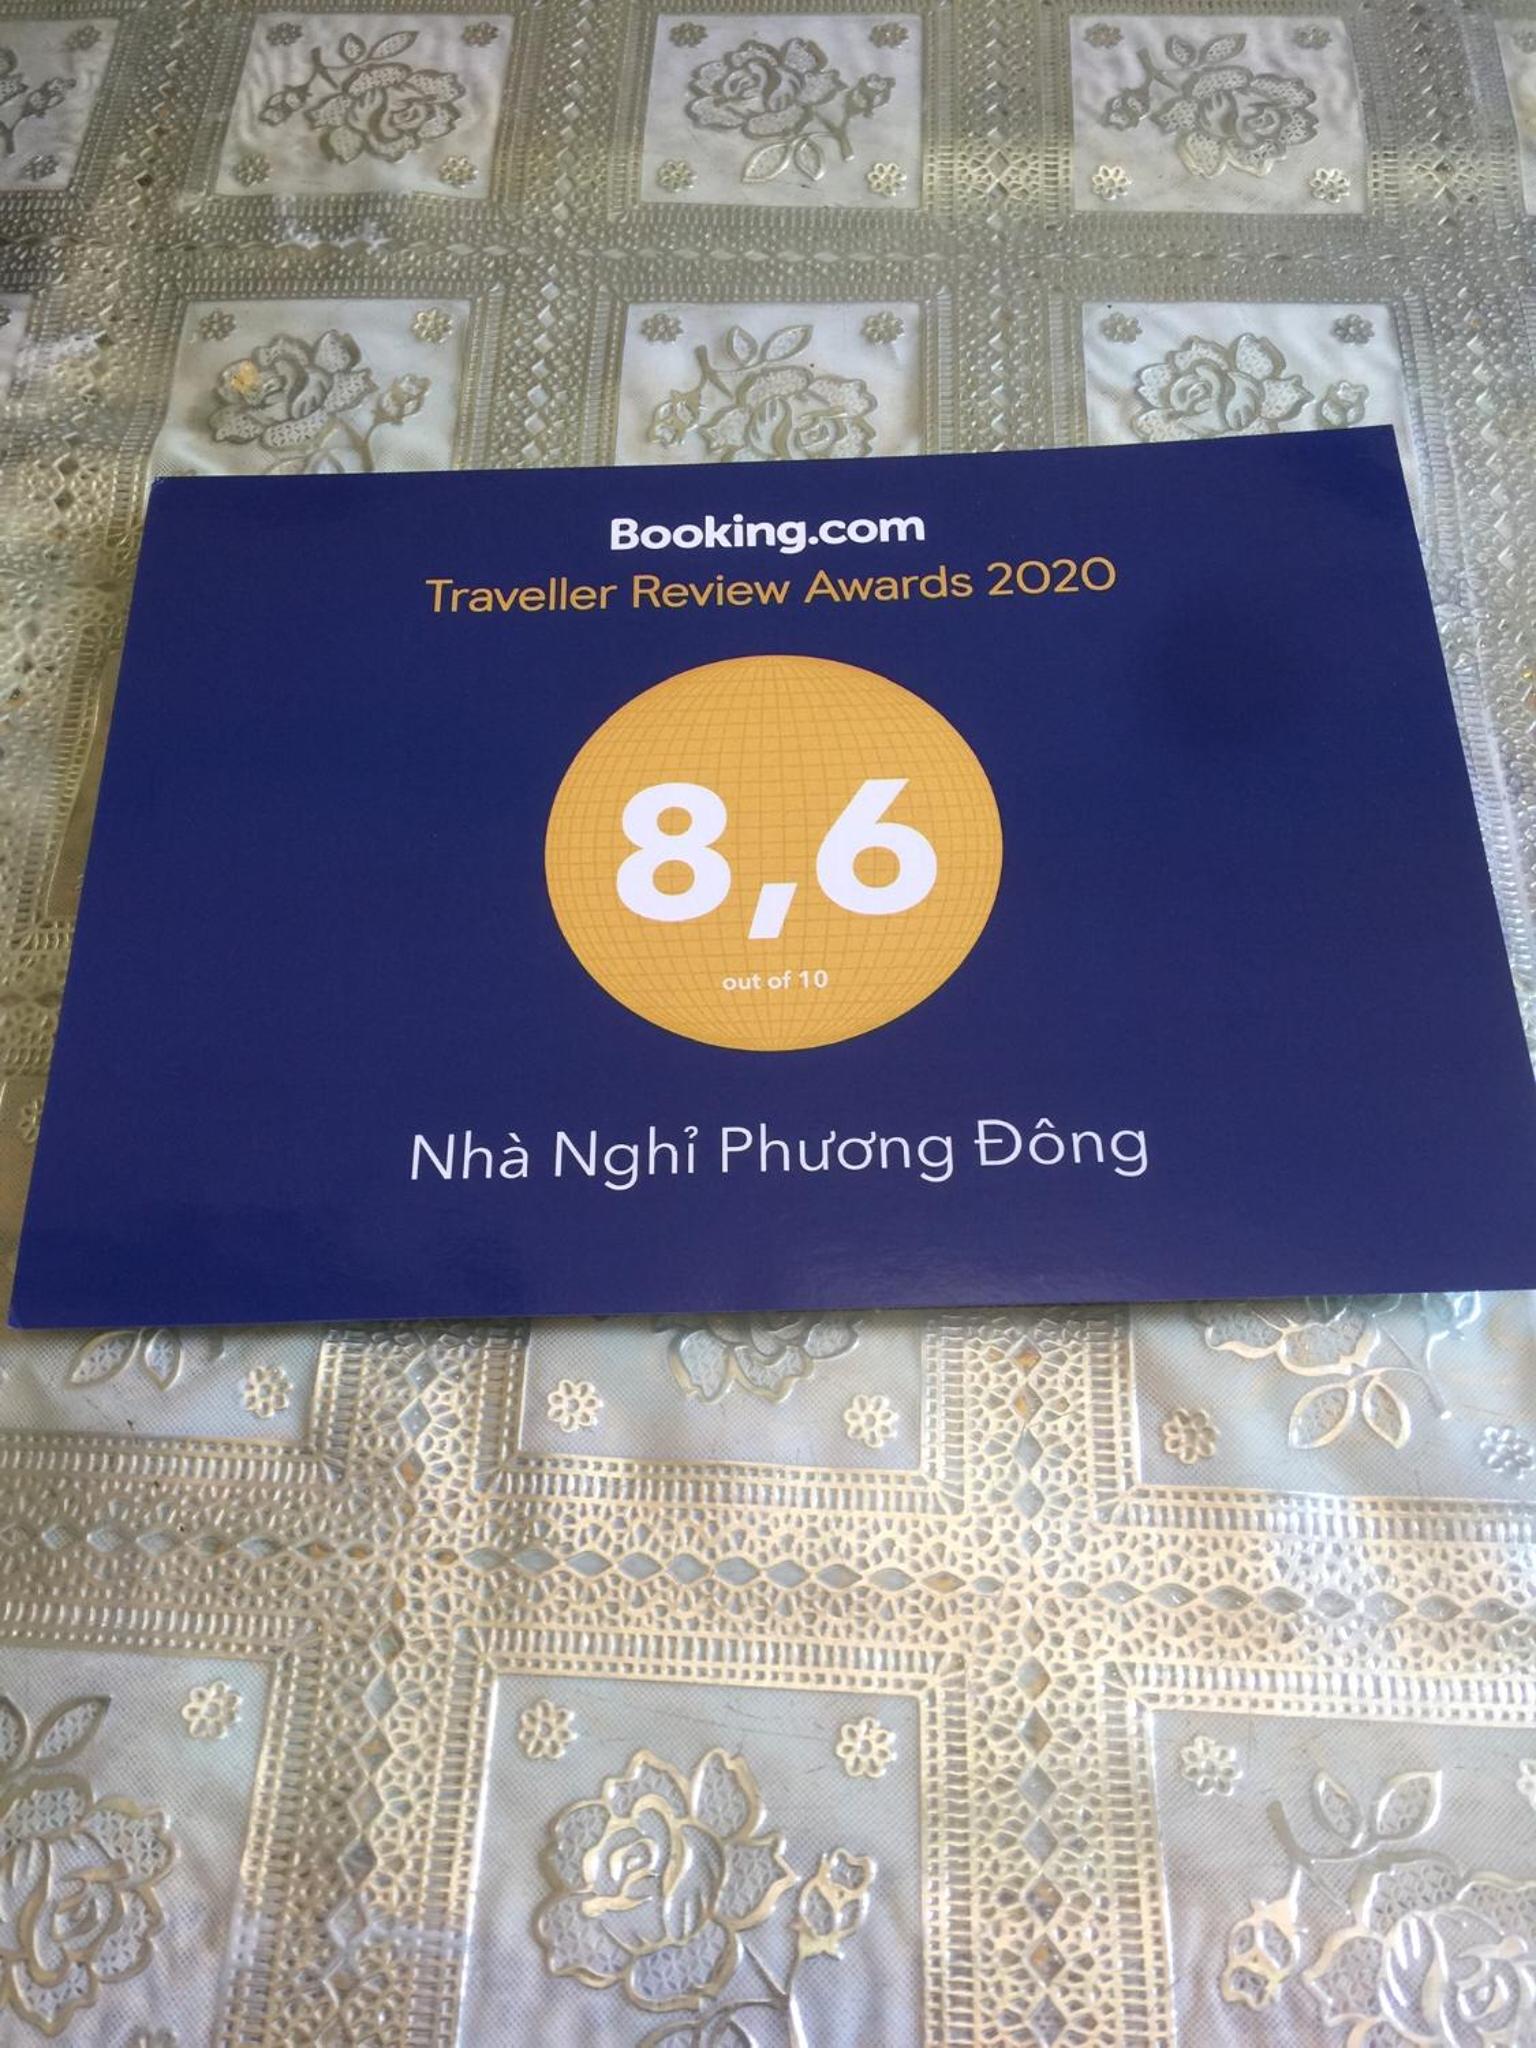 Booking.com
Traveller Review Awards 2020
8,6
out of 10
Nhà Nghỉ Phương Đông